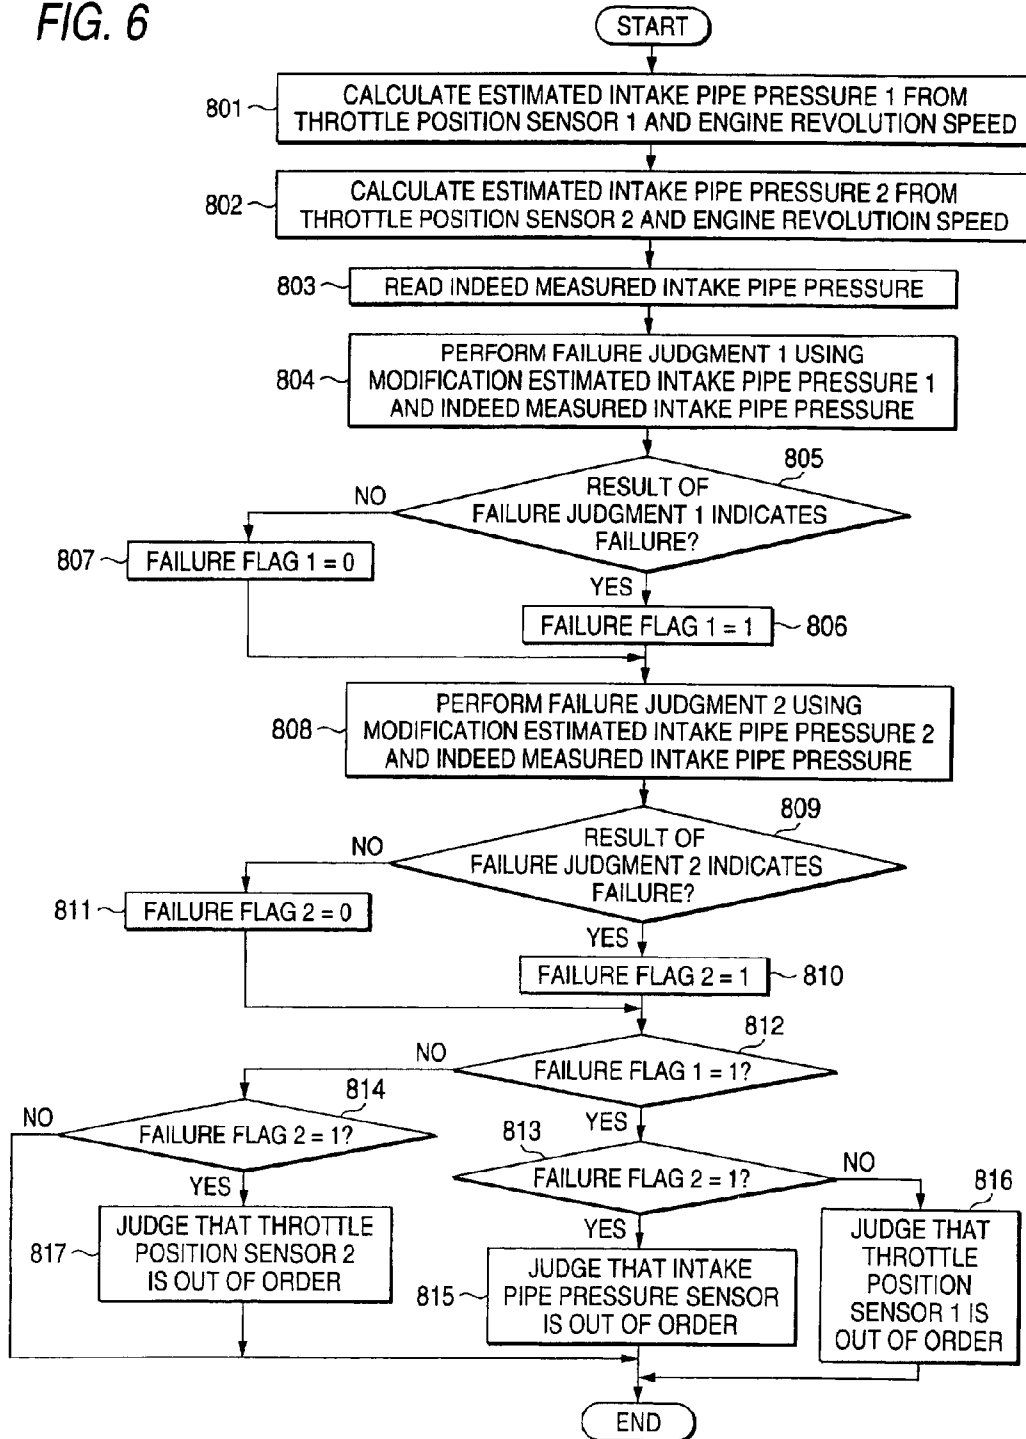 FIG. 6
START
801
CALCULATE ESTIMATED INTAKE PIPE PRESSURE 1 FROM
THROTTLE POSITION SENSOR 1 AND ENGINE REVOLUTION SPEED
802
CALCULATE ESTIMATED INTAKE PIPE PRESSURE 2 FROM
THROTTLE POSITION SENSOR 2 AND ENGINE REVOLUTIOIN SPEED
803
READ INDEED MEASURED INTAKE PIPE PRESSURE
804
PERFORM FAILURE JUDGMENT 1 USING
MODIFICATION ESTIMATED INTAKE PIPE PRESSURE 1
AND INDEED MEASURED INTAKE PIPE PRESSURE
805
RESULT OF
FAILURE JUDGMENT 1 INDICATES
FAILURE?
NO
807
FAILURE FLAG 1 = 0
YES
FAILURE FLAG 1 = 1
806
808
PERFORM FAILURE JUDGMENT 2 USING
MODIFICATION ESTIMATED INTAKE PIPE PRESSURE 2
AND INDEED MEASURED INTAKE PIPE PRESSURE
809
RESULT OF
FAILURE JUDGMENT 2 INDICATES
FAILURE?
NO
811
FAILURE FLAG 2 = 0
YES
FAILURE FLAG 2 = 1
810
812
FAILURE FLAG 1 = 1?
NO
814
FAILURE FLAG 2 = 1?
NO
YES
813
FAILURE FLAG 2 = 1?
NO
816
YES
817
JUDGE THAT THROTTLE
POSITION SENSOR 2
IS OUT OF ORDER
YES
815
JUDGE THAT INTAKE
PIPE PRESSURE SENSOR
IS OUT OF ORDER
JUDGE THAT
THROTTLE
POSITION
SENSOR 1 IS
OUT OF ORDER
END